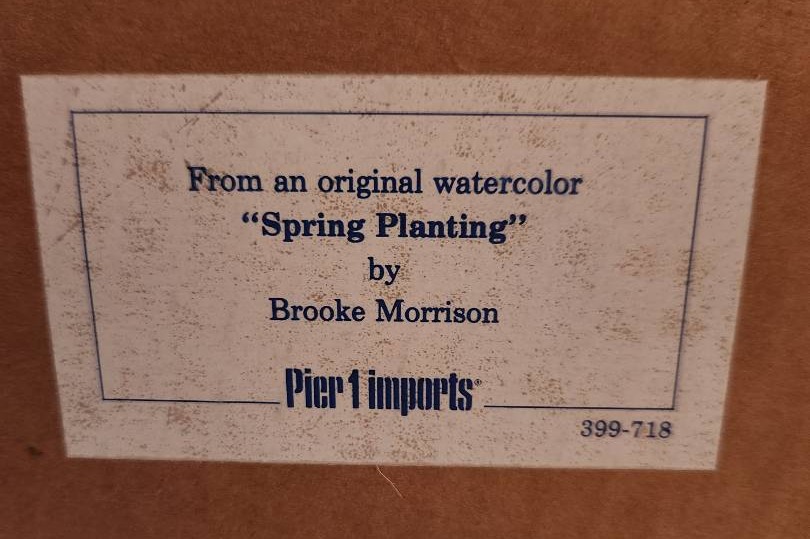 From an original watercolor
“Spring Planting”
by
Brooke Morrison
Pier 1 imports®
399-718